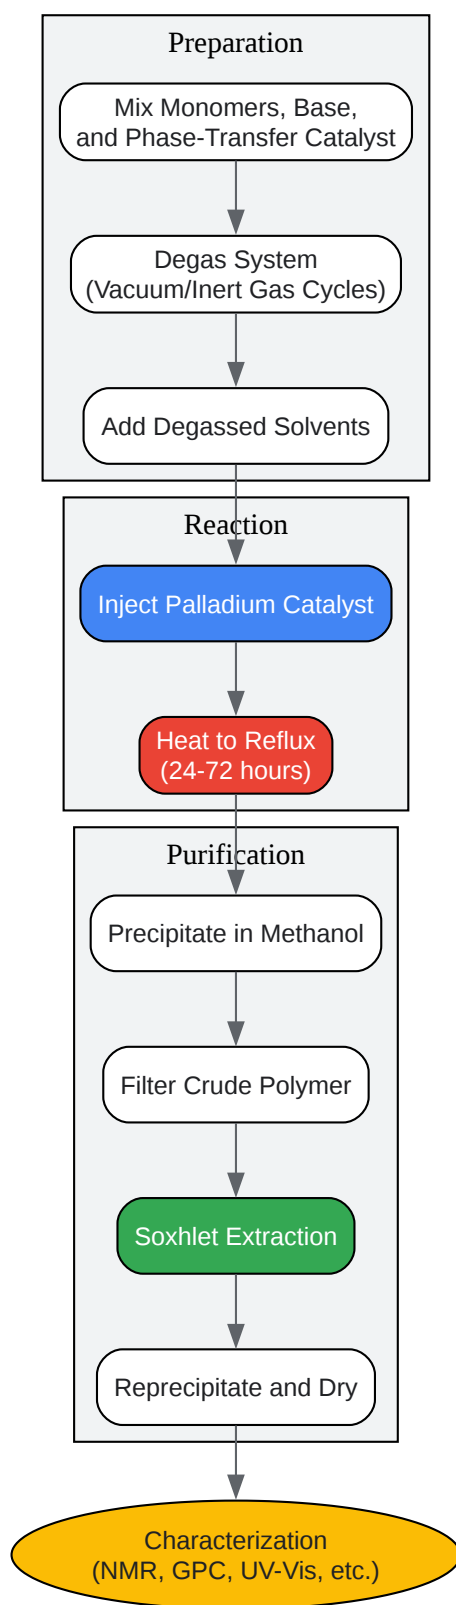 Preparation
Mix Monomers, Base,
and Phase-Transfer Catalyst
Degas System
(Vacuum/Inert Gas Cycles)
Add Degassed Solvents
Reaction
Inject Palladium Catalyst
Heat to Reflux
(24-72 hours)
Purification
Precipitate in Methanol
Filter Crude Polymer
Soxhlet Extraction
Reprecipitate and Dry
Characterization
(NMR, GPC, UV-Vis, etc.)